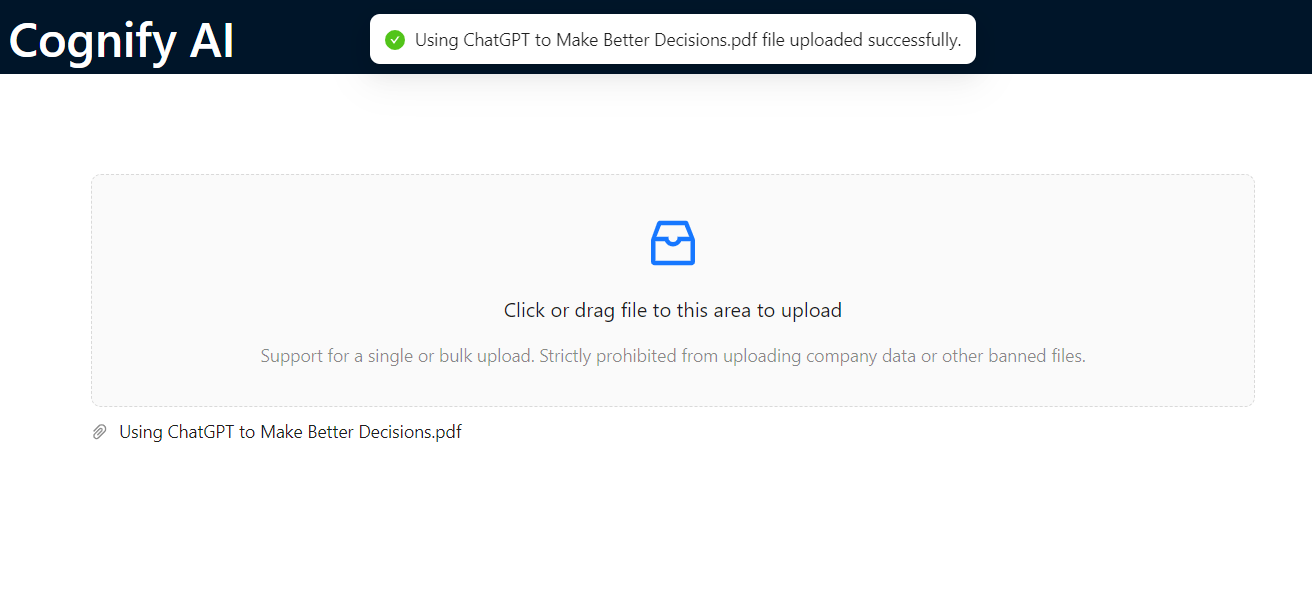 Cognify AI
Using ChatGPT to Make Better Decisions.pdf file uploaded successfully.
Click or drag file to this area to upload
Support for a single or bulk upload. Strictly prohibited from uploading company data or other banned files.
Using ChatGPT to Make Better Decisions.pdf